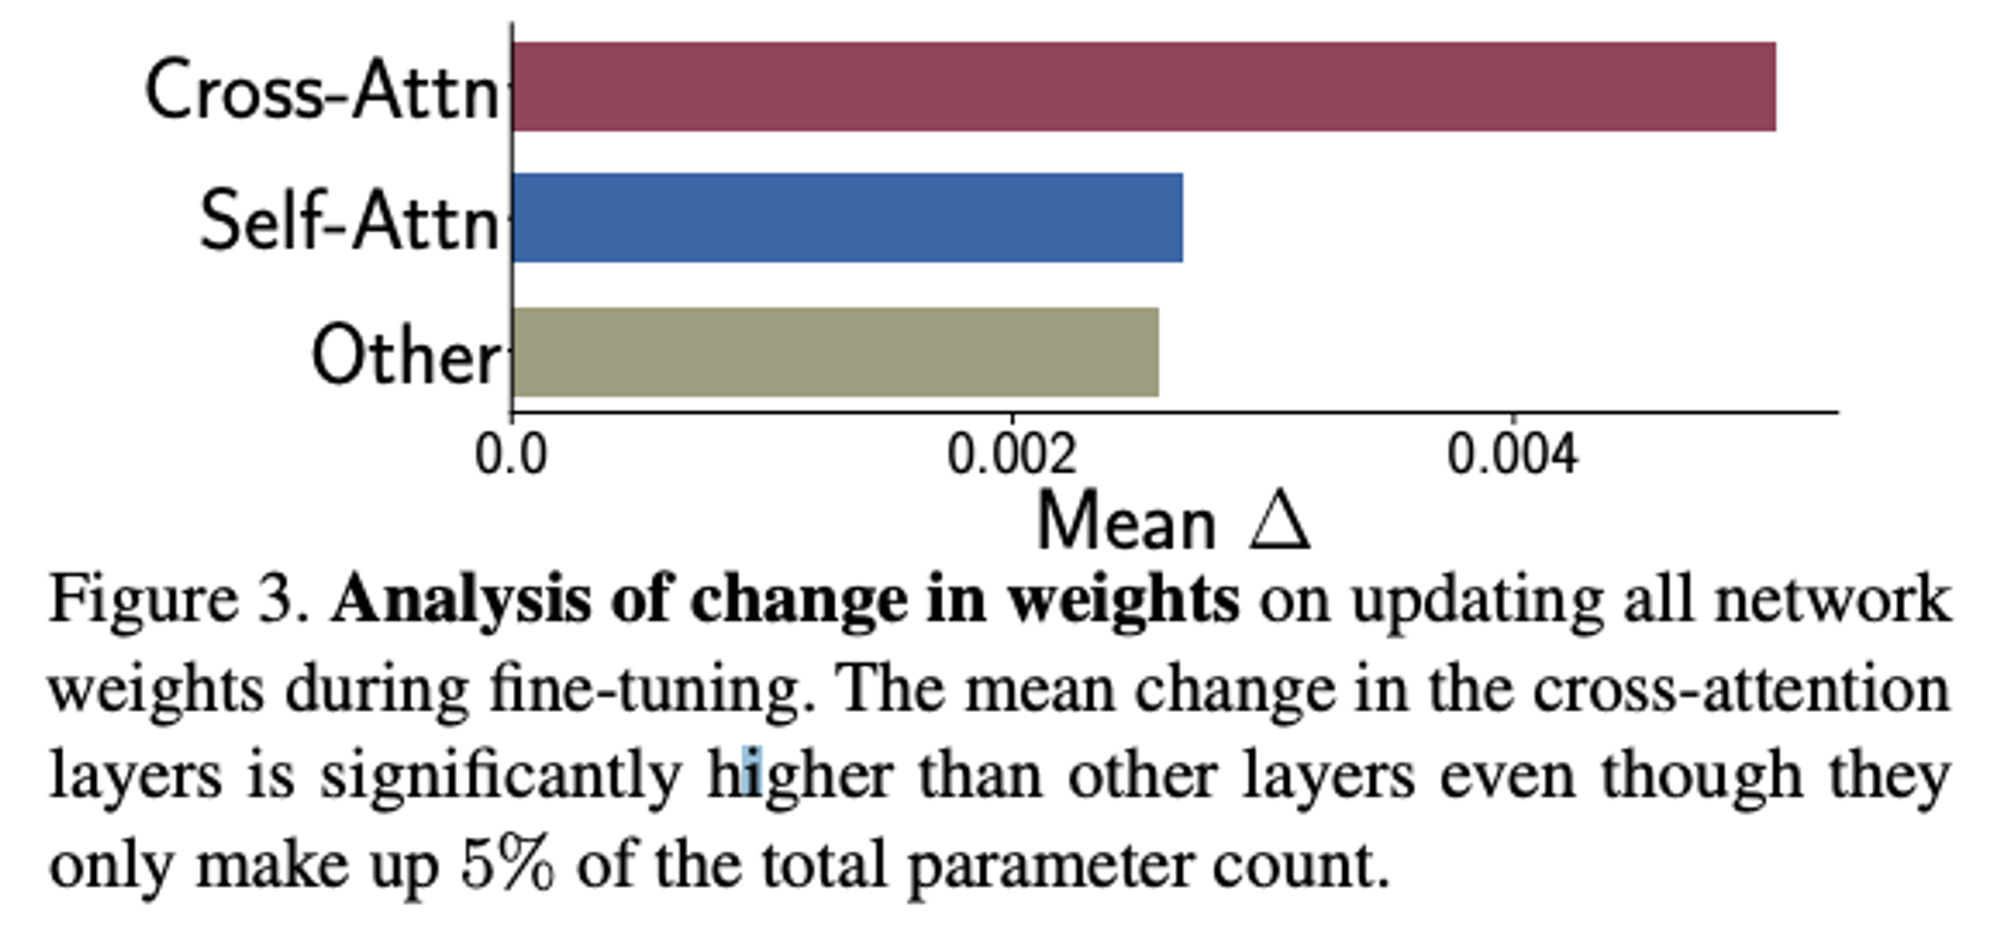 Cross-Attn
Self-Attn
Other
0.0 0.002 0.004
Mean Δ
Figure 3. Analysis of change in weights on updating all network
weights during fine-tuning. The mean change in the cross-attention
layers is significantly higher than other layers even though they
only make up 5% of the total parameter count.